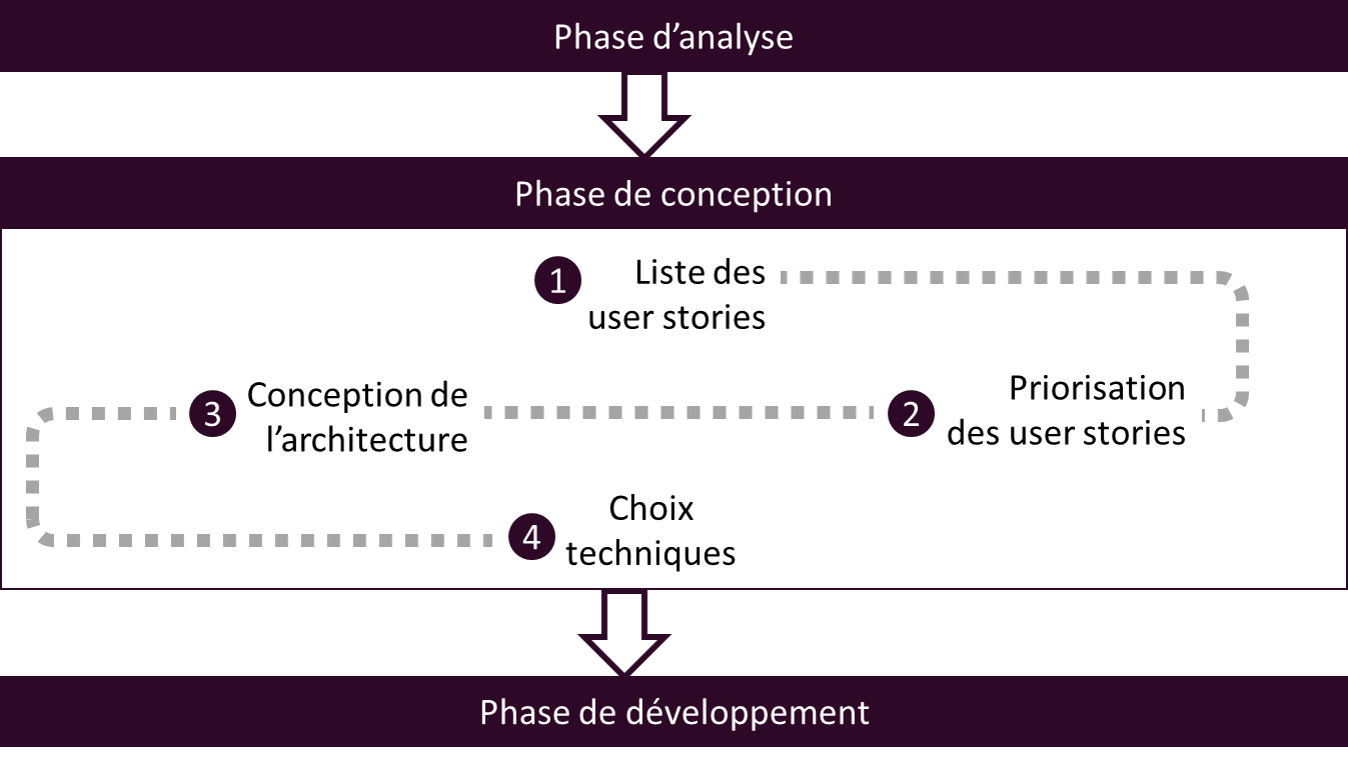 Phase d’analyse
Phase de conception
1 Liste des
user stories
2 Priorisation
des user stories
3 Conception de
l’architecture
4 Choix
techniques
Phase de développement